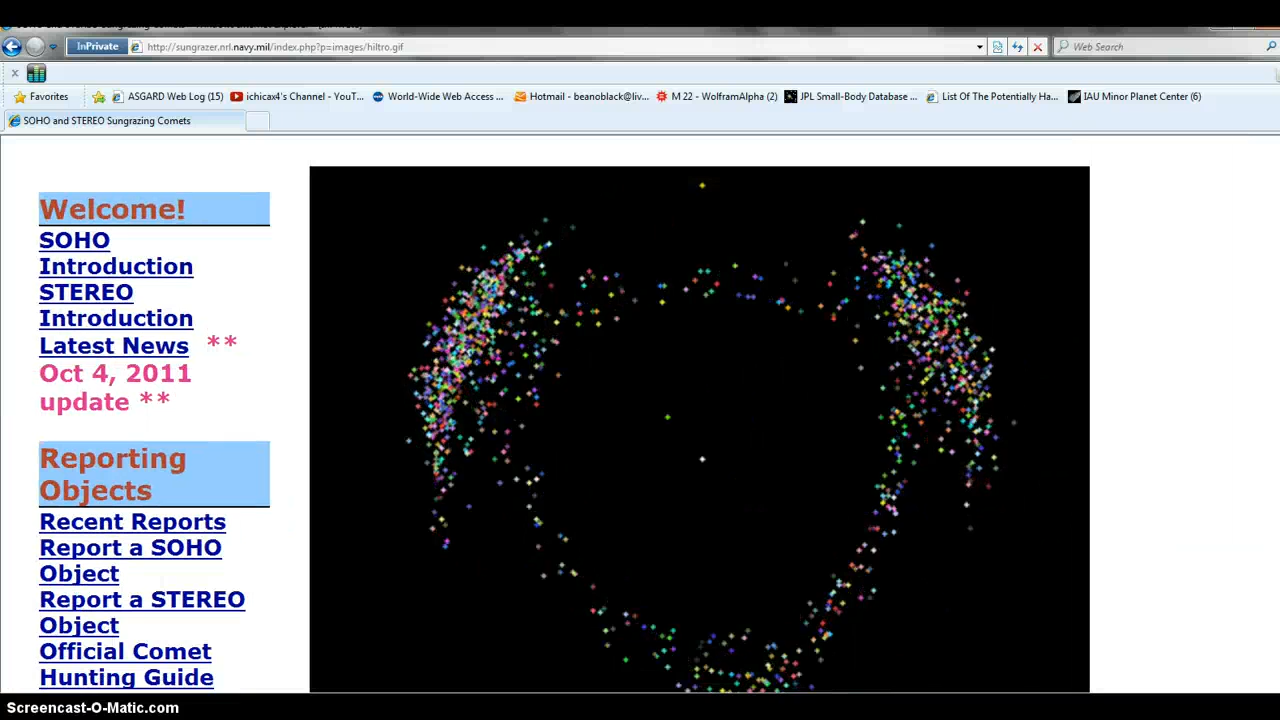 InPrivate
http://sungrazer.nrl.navy.mil/index.php?p=images/hiltro.gif
Web Search
x
Favorites
ASGARD Web Log (15)
ichicax4's Channel - YouT...
World-Wide Web Access ...
Hotmail - beanoblack@liv...
M 22 - WolframAlpha (2)
JPL Small-Body Database ...
List Of The Potentially Ha...
IAU Minor Planet Center (6)
SOHO and STEREO Sungrazing Comets
Welcome!
SOHO
Introduction
STEREO
Introduction
Latest News **
Oct 4, 2011
update **
Reporting
Objects
Recent Reports
Report a SOHO
Object
Report a STEREO
Object
Official Comet
Hunting Guide
Screencast-O-Matic.com